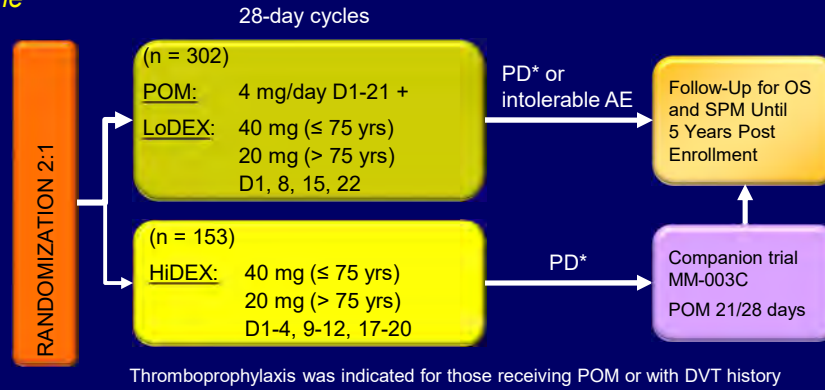 28-day cycles
RANDOMIZATION 2:1
(n = 302)
POM: 4 mg/day D1-21 +
LoDEX: 40 mg (≤ 75 yrs)
20 mg (> 75 yrs)
D1, 8, 15, 22
PD* or
intolerable AE
Follow-Up for OS
and SPM Until
5 Years Post
Enrollment
(n = 153)
HiDEX: 40 mg (≤ 75 yrs)
20 mg (> 75 yrs)
D1-4, 9-12, 17-20
PD*
Companion trial
MM-003C
POM 21/28 days
Thromboprophylaxis was indicated for those receiving POM or with DVT history